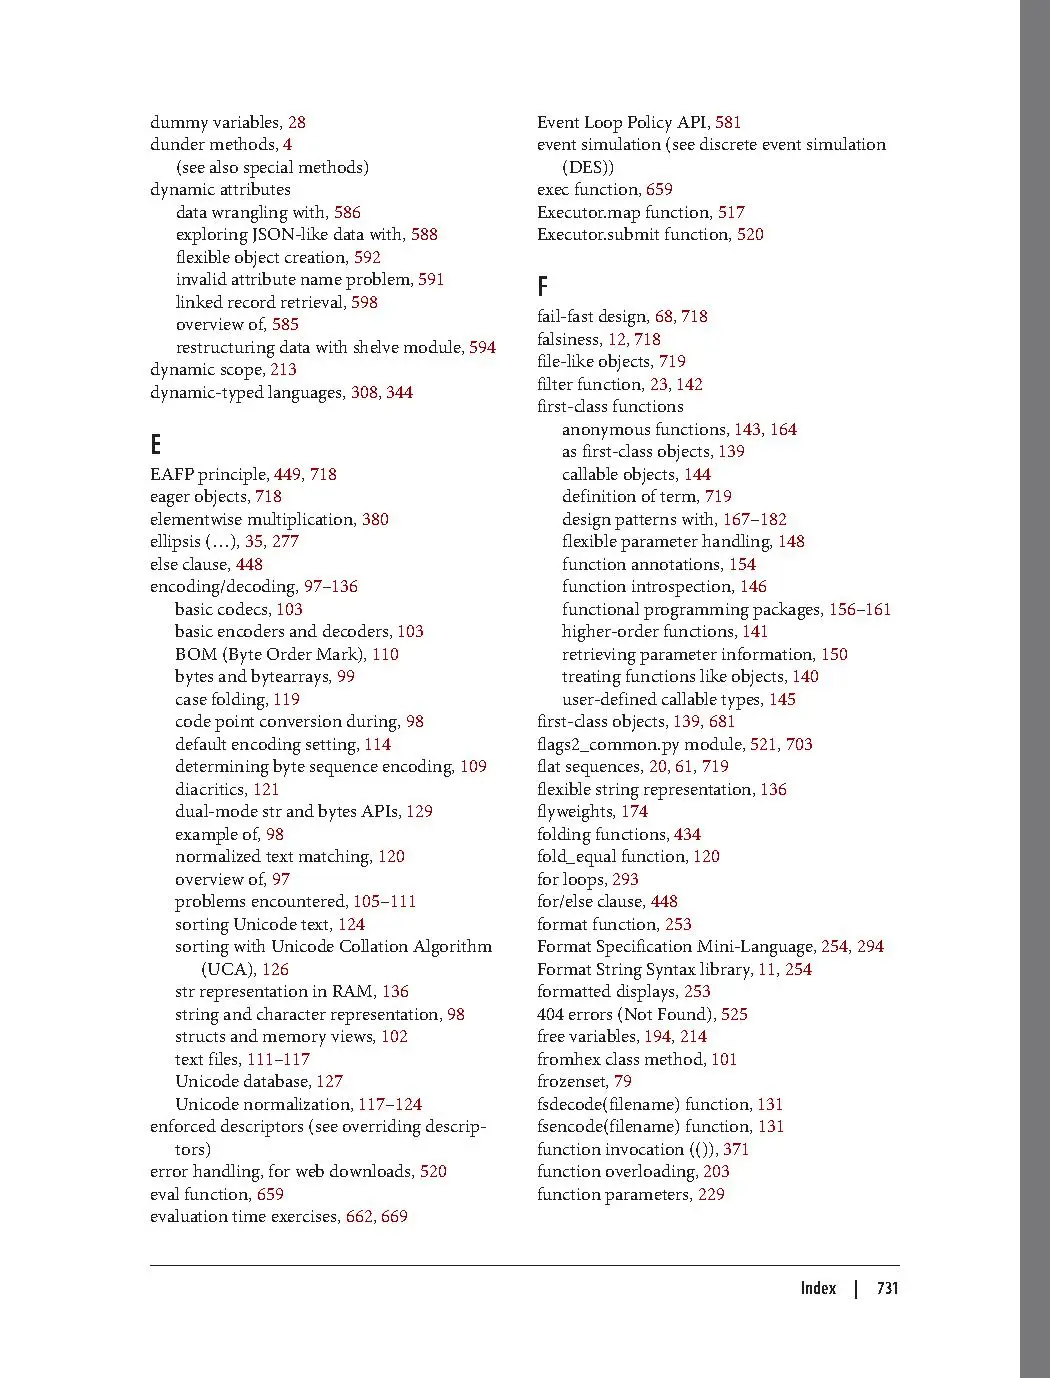 dummy variables, 28
dunder methods, 4
(see also special methods)
dynamic attributes
data wrangling with, 586
exploring JSON-like data with, 588
flexible object creation, 592
invalid attribute name problem, 591
linked record retrieval, 598
overview of, 585
restructuring data with shelve module, 594
dynamic scope, 213
dynamic-typed languages, 308, 344
E
EAFP principle, 449, 718
eager objects, 718
elementwise multiplication, 380
ellipsis (…), 35, 277
else clause, 448
encoding/decoding, 97–136
basic codecs, 103
basic encoders and decoders, 103
BOM (Byte Order Mark), 110
bytes and bytearrays, 99
case folding, 119
code point conversion during, 98
default encoding setting, 114
determining byte sequence encoding, 109
diacritics, 121
dual-mode str and bytes APIs, 129
example of, 98
normalized text matching, 120
overview of, 97
problems encountered, 105–111
sorting Unicode text, 124
sorting with Unicode Collation Algorithm
(UCA), 126
str representation in RAM, 136
string and character representation, 98
structs and memory views, 102
text files, 111–117
Unicode database, 127
Unicode normalization, 117–124
enforced descriptors (see overriding descrip-
tors)
error handling, for web downloads, 520
eval function, 659
evaluation time exercises, 662, 669
Event Loop Policy API, 581
event simulation (see discrete event simulation
(DES))
exec function, 659
Executor.map function, 517
Executor.submit function, 520
F
fail-fast design, 68, 718
falsiness, 12, 718
file-like objects, 719
filter function, 23, 142
first-class functions
anonymous functions, 143, 164
as first-class objects, 139
callable objects, 144
definition of term, 719
design patterns with, 167–182
flexible parameter handling, 148
function annotations, 154
function introspection, 146
functional programming packages, 156–161
higher-order functions, 141
retrieving parameter information, 150
treating functions like objects, 140
user-defined callable types, 145
first-class objects, 139, 681
flags2_common.py module, 521, 703
flat sequences, 20, 61, 719
flexible string representation, 136
flyweights, 174
folding functions, 434
fold_equal function, 120
for loops, 293
for/else clause, 448
format function, 253
Format Specification Mini-Language, 254, 294
Format String Syntax library, 11, 254
formatted displays, 253
404 errors (Not Found), 525
free variables, 194, 214
fromhex class method, 101
frozenset, 79
fsdecode(filename) function, 131
fsencode(filename) function, 131
function invocation (()), 371
function overloading, 203
function parameters, 229
Index | 731